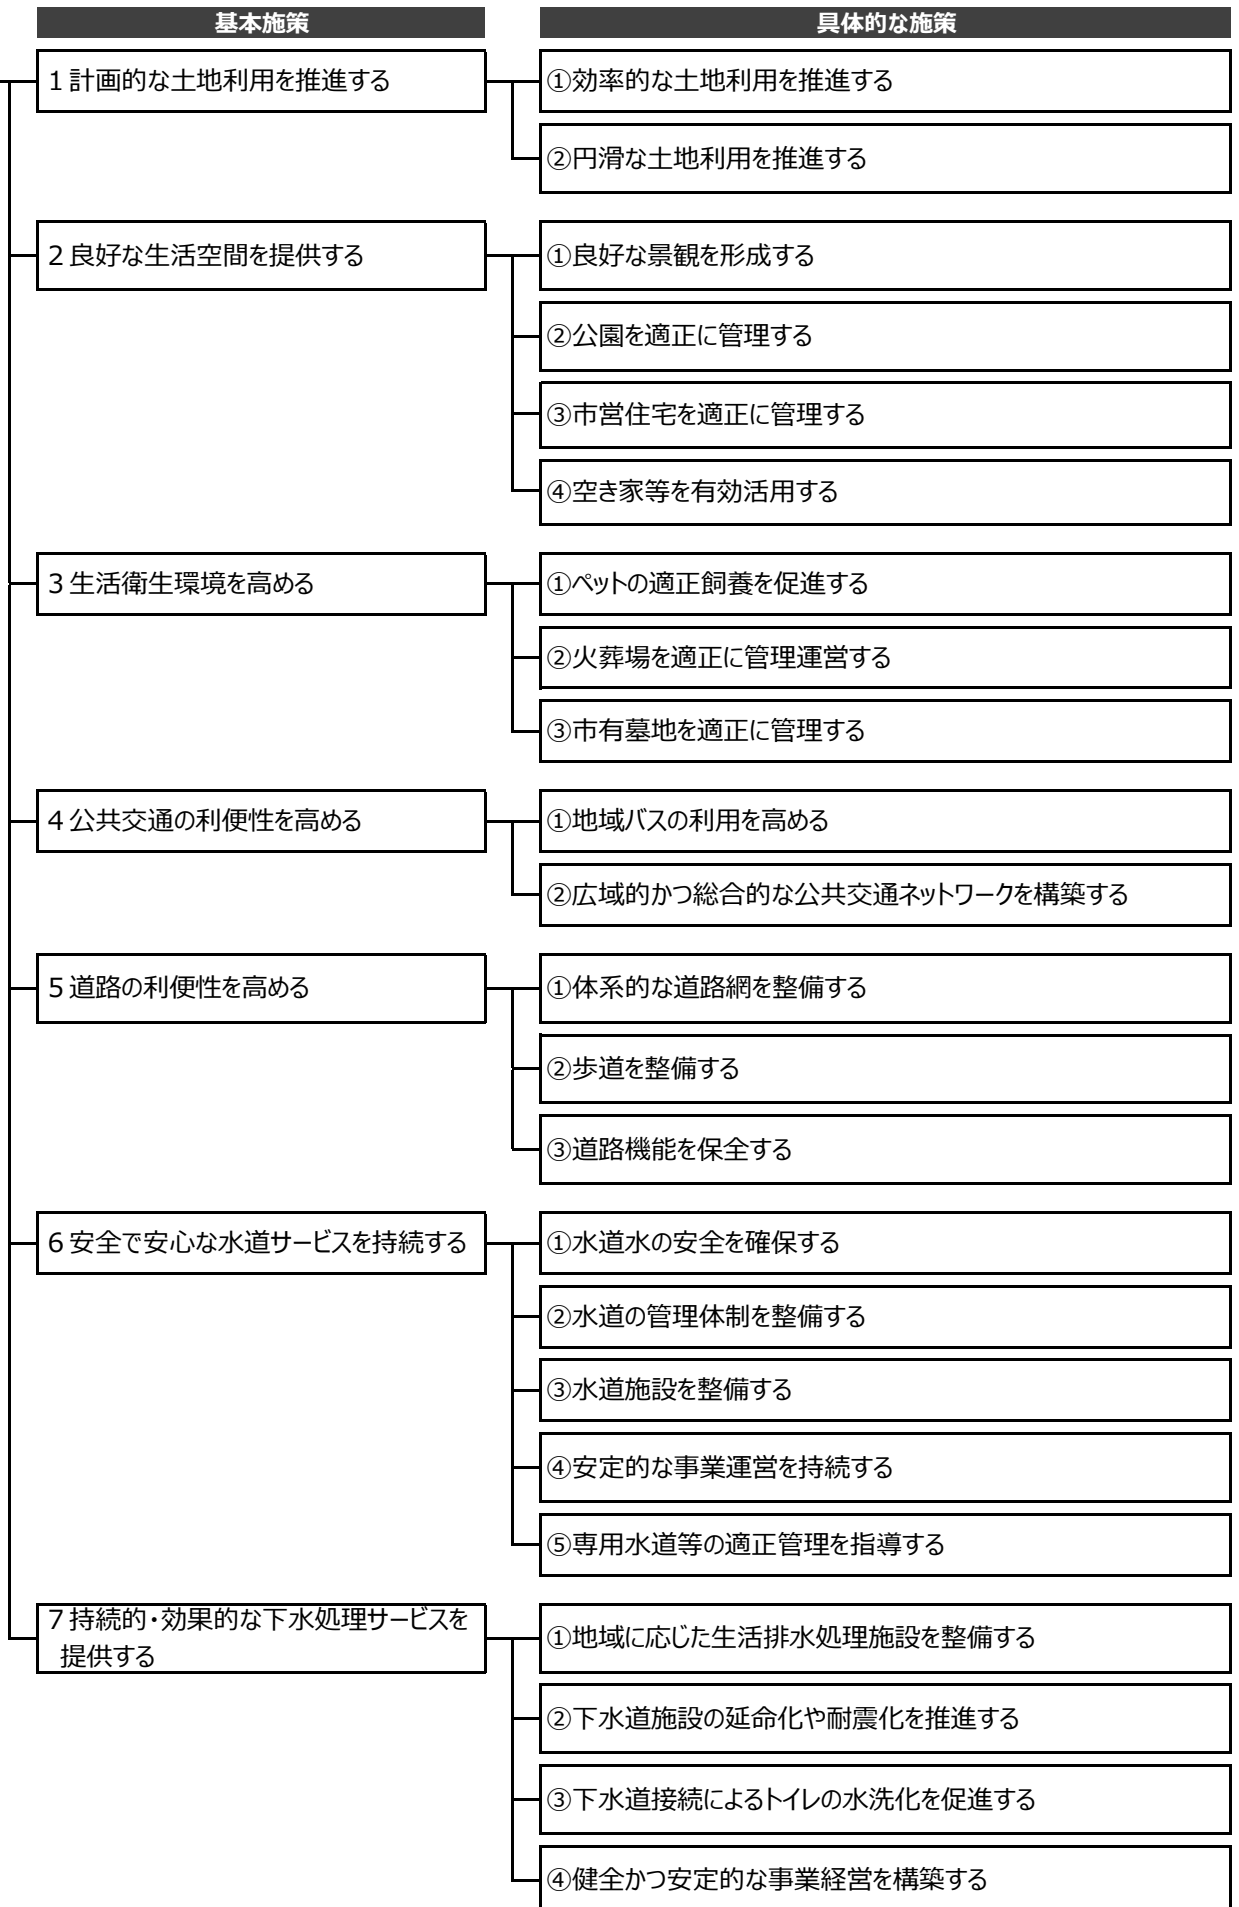 基本施策
具体的な施策
1計画的な土地利用を推進する
①効率的な土地利用を推進する
②円滑な土地利用を推進する
2良好な生活空間を提供する
①良好な景観を形成する
②公園を適正に管理する
③市営住宅を適正に管理する
④空き家等を有効活用する
3生活衛生環境を高める
①ペットの適正飼養を促進する
②火葬場を適正に管理運営する
③市有墓地を適正に管理する
4公共交通の利便性を高める
①地域バスの利用を高める
②広域的かつ総合的な公共交通ネットワークを構築する
5道路の利便性を高める
①体系的な道路網を整備する
②歩道を整備する
③道路機能を保全する
6安全で安心な水道サービスを持続する
①水道水の安全を確保する
②水道の管理体制を整備する
③水道施設を整備する
④安定的な事業運営を持続する
⑤専用水道等の適正管理を指導する
7持続的・効果的な下水処理サービスを
提供する
①地域に応じた生活排水処理施設を整備する
②下水道施設の延命化や耐震化を推進する
③下水道接続によるトイレの水洗化を促進する
④健全かつ安定的な事業経営を構築する